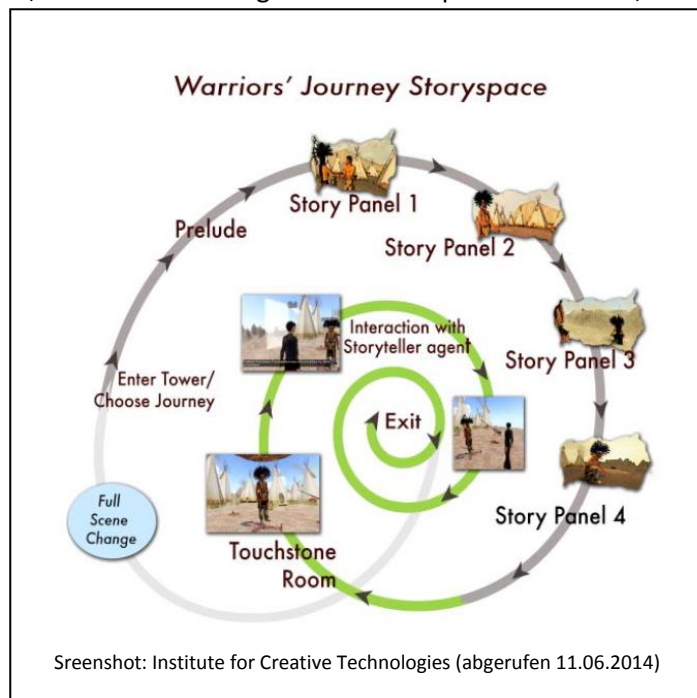 Warriors' Journey Storyspace
Story Panel 1
Prelude
Story Panel 2
Interaction with
Storyteller agent
Story Panel 3
Enter Tower/
Choose Journey
Exit
Full
Scene
Change
Story Panel 4
Touchstone
Room
Sreenshot: Institute for Creative Technologies (abgerufen 11.06.2014)